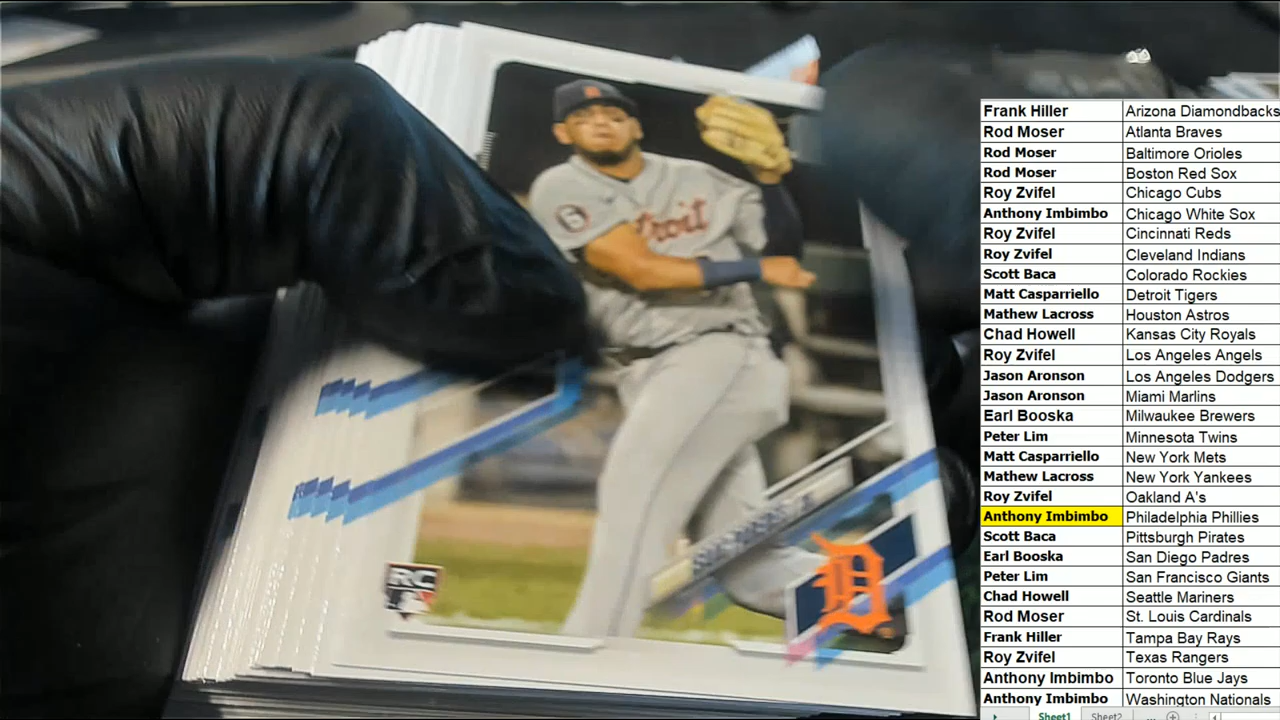 Detroit
RC
D
Frank Hiller Arizona Diamondbacks
Rod Moser Atlanta Braves
Rod Moser Baltimore Orioles
Rod Moser Boston Red Sox
Roy Zvifel Chicago Cubs
Anthony Imbimbo Chicago White Sox
Roy Zvifel Cincinnati Reds
Roy Zvifel Cleveland Indians
Scott Baca Colorado Rockies
Matt Casparriello Detroit Tigers
Mathew Lacross Houston Astros
Chad Howell Kansas City Royals
Roy Zvifel Los Angeles Angels
Jason Aronson Los Angeles Dodgers
Jason Aronson Miami Marlins
Earl Booska Milwaukee Brewers
Peter Lim Minnesota Twins
Matt Casparriello New York Mets
Mathew Lacross New York Yankees
Roy Zvifel Oakland A's
Anthony Imbimbo Philadelphia Phillies
Scott Baca Pittsburgh Pirates
Earl Booska San Diego Padres
Peter Lim San Francisco Giants
Chad Howell Seattle Mariners
Rod Moser St. Louis Cardinals
Frank Hiller Tampa Bay Rays
Roy Zvifel Texas Rangers
Anthony Imbimbo Toronto Blue Jays
Anthony Imbimbo Washington Nationals
Sheet1 Sheet2 ...